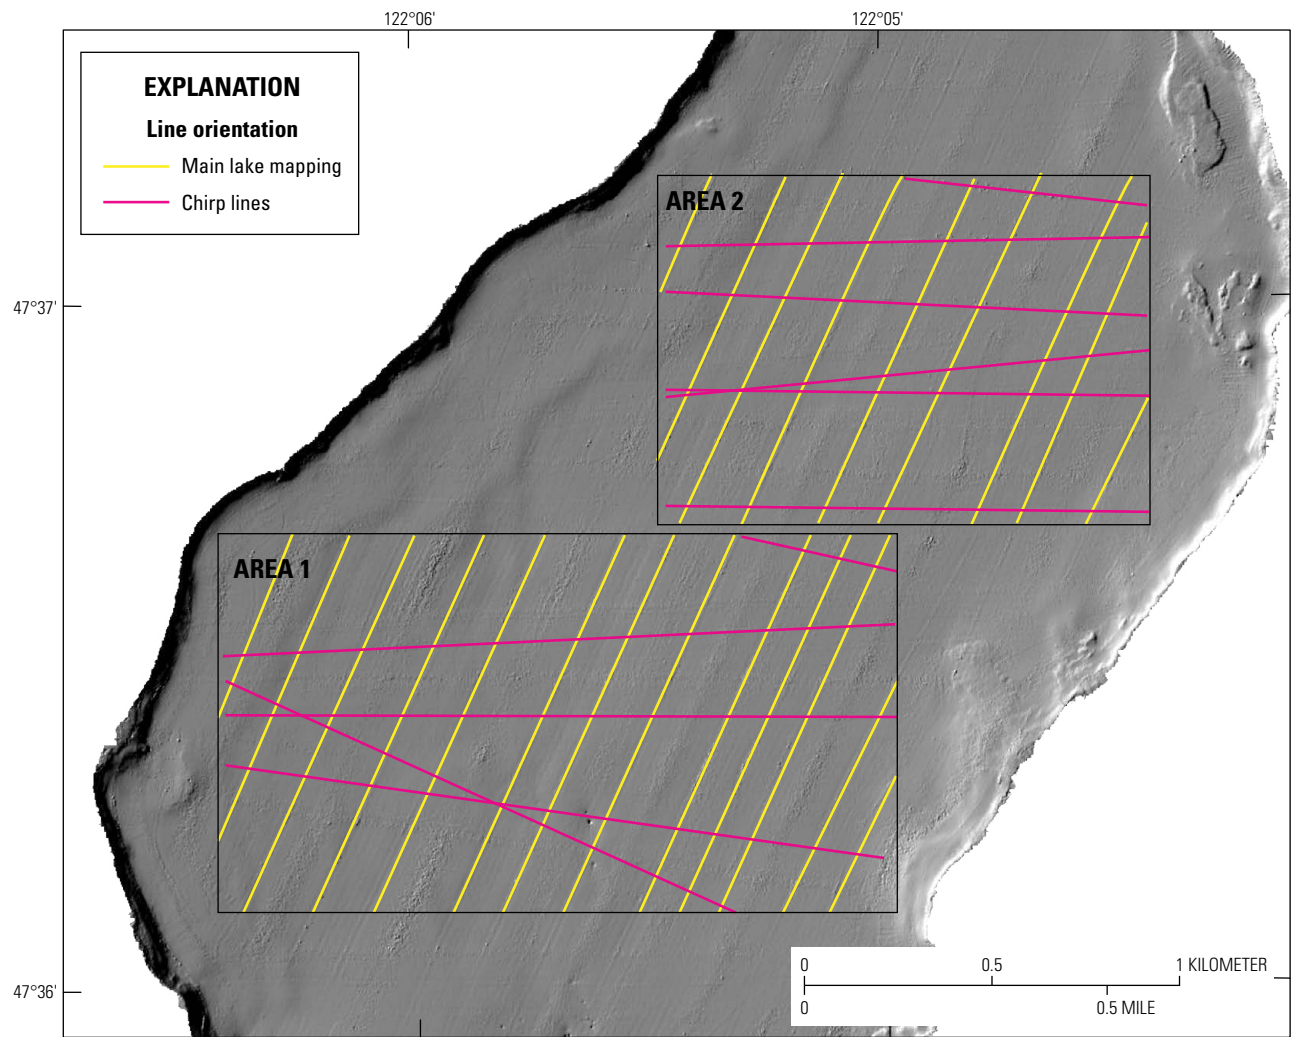 122°06'
122°05'
EXPLANATION
Line orientation
Main lake mapping
Chirp lines
AREA 2
47°37'
AREA 1
0 0.5 1 KILOMETER
0 0.5 MILE
47°36'